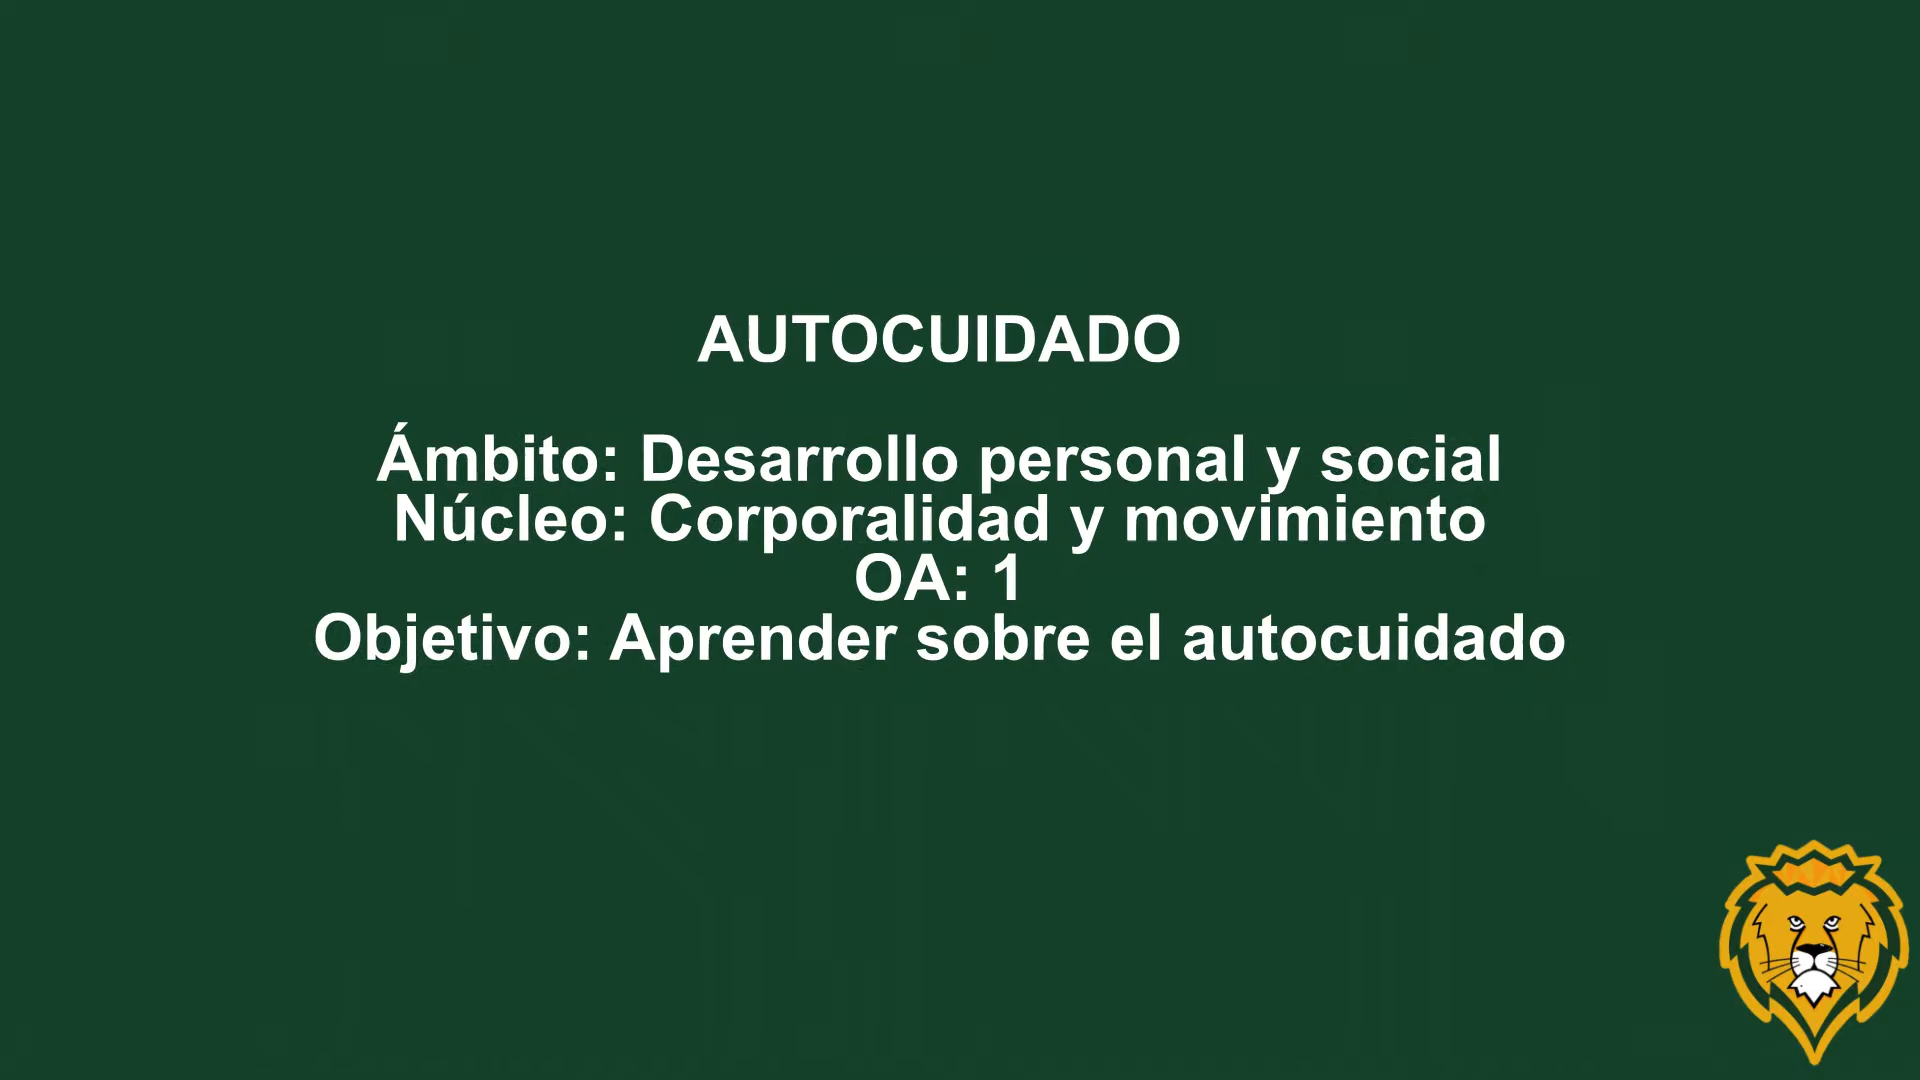 AUTOCUIDADO
Ámbito: Desarrollo personal y social
Núcleo: Corporalidad y movimiento
OA: 1
Objetivo: Aprender sobre el autocuidado